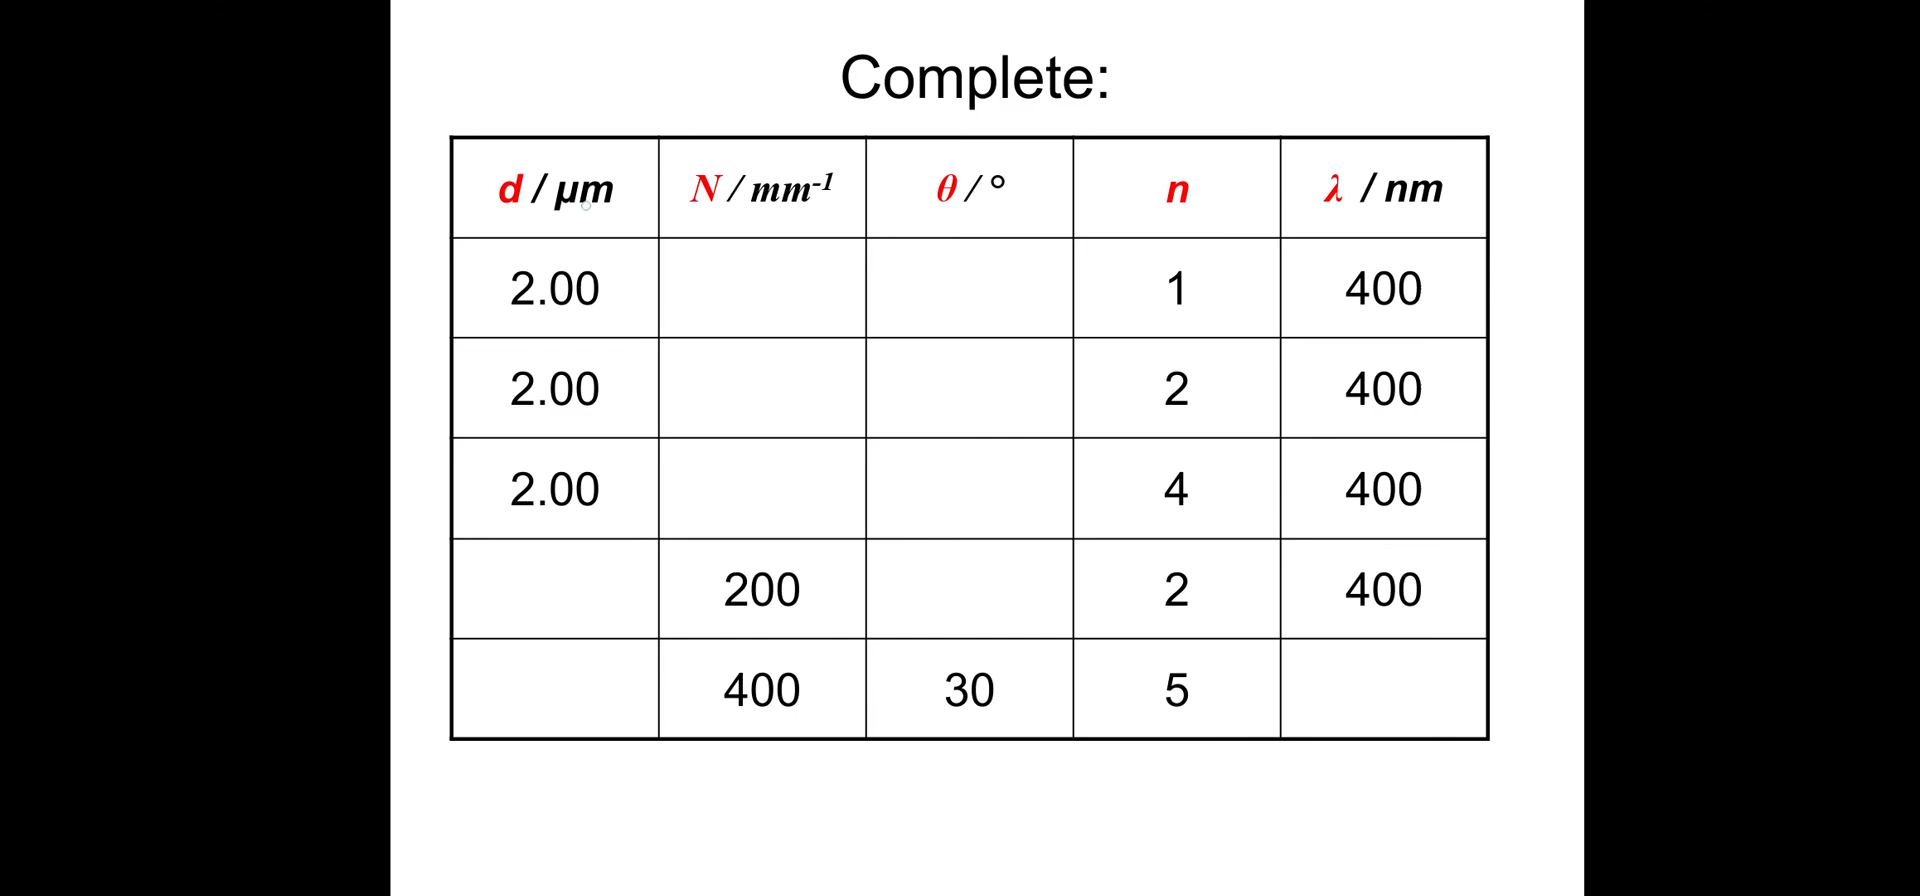 Complete:
d / μm N / mm⁻¹ θ / ° n λ / nm
2.00 1 400
2.00 2 400
2.00 4 400
200 2 400
400 30 5